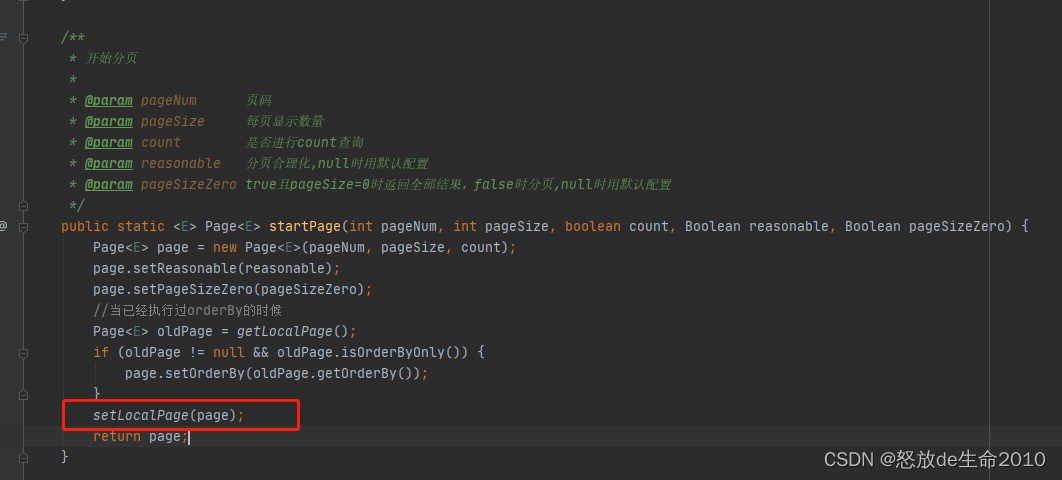 /**
 * 开始分页
 *
 * @param pageNum      页码
 * @param pageSize     每页显示数量
 * @param count        是否进行count查询
 * @param reasonable   分页合理化,null时用默认配置
 * @param pageSizeZero true且pageSize=0时返回全部结果，false时分页,null时用默认配置
 */
public static <E> Page<E> startPage(int pageNum, int pageSize, boolean count, Boolean reasonable, Boolean pageSizeZero) {
    Page<E> page = new Page<E>(pageNum, pageSize, count);
    page.setReasonable(reasonable);
    page.setPageSizeZero(pageSizeZero);
    //当已经执行过orderBy的时候
    Page<E> oldPage = getLocalPage();
    if (oldPage != null && oldPage.isOrderByOnly()) {
        page.setOrderBy(oldPage.getOrderBy());
    }
    setLocalPage(page);
    return page;
}
CSDN @怒放de生命2010